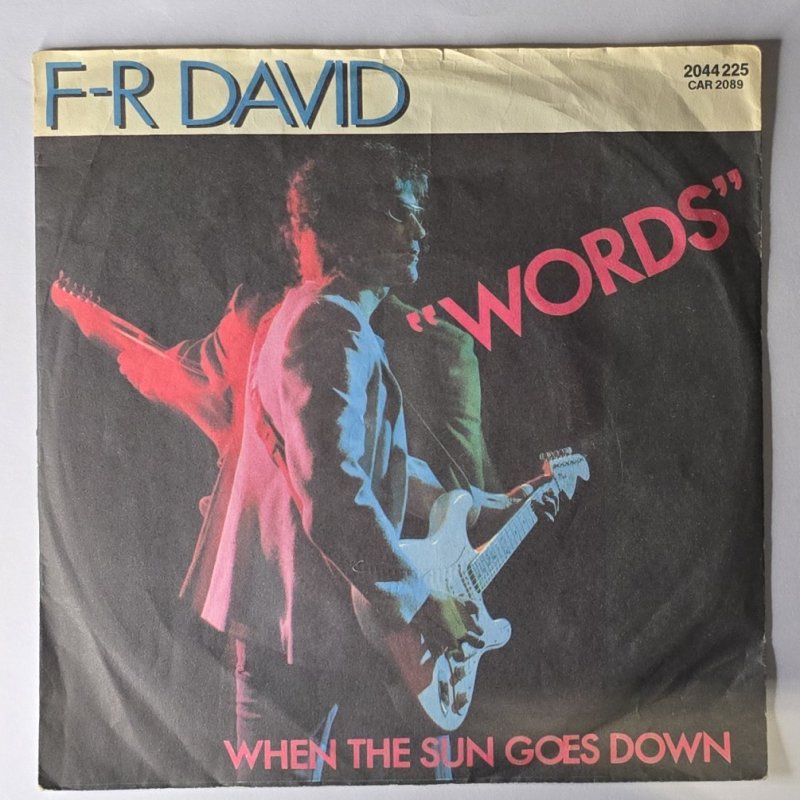 F-R DAVID
2044 225
CAR 2089
"WORDS"
WHEN THE SUN GOES DOWN